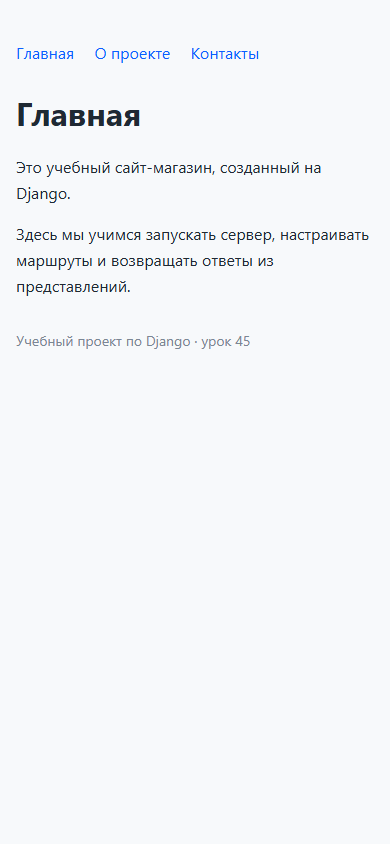 Главная О проекте Контакты
Главная
Это учебный сайт-магазин, созданный на
Django.
Здесь мы учимся запускать сервер, настраивать
маршруты и возвращать ответы из
представлений.
Учебный проект по Django · урок 45